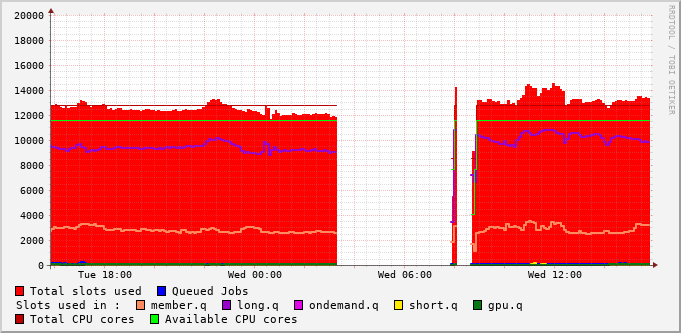 RRDTOOL / TOBI OETIKER
20000
18000
16000
14000
12000
10000
8000
6000
4000
2000
0
Tue 18:00 Wed 00:00 Wed 06:00 Wed 12:00
Total slots used Queued Jobs
Slots used in : member.q long.q ondemand.q short.q gpu.q
Total CPU cores Available CPU cores